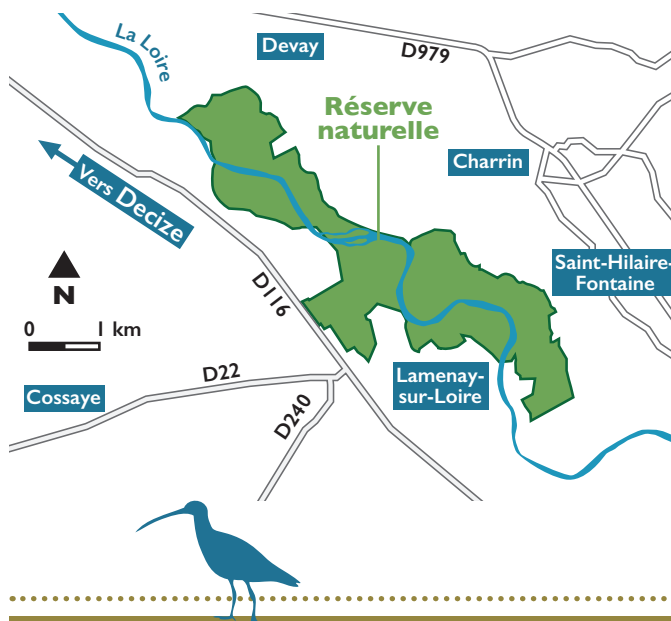 La Loire
Devay
D979
Réserve
naturelle
Charrin
Vers Decize
Saint-Hilaire-
Fontaine
N
D116
0 1 km
D22
Lamenay-
sur-Loire
Cossaye
D240